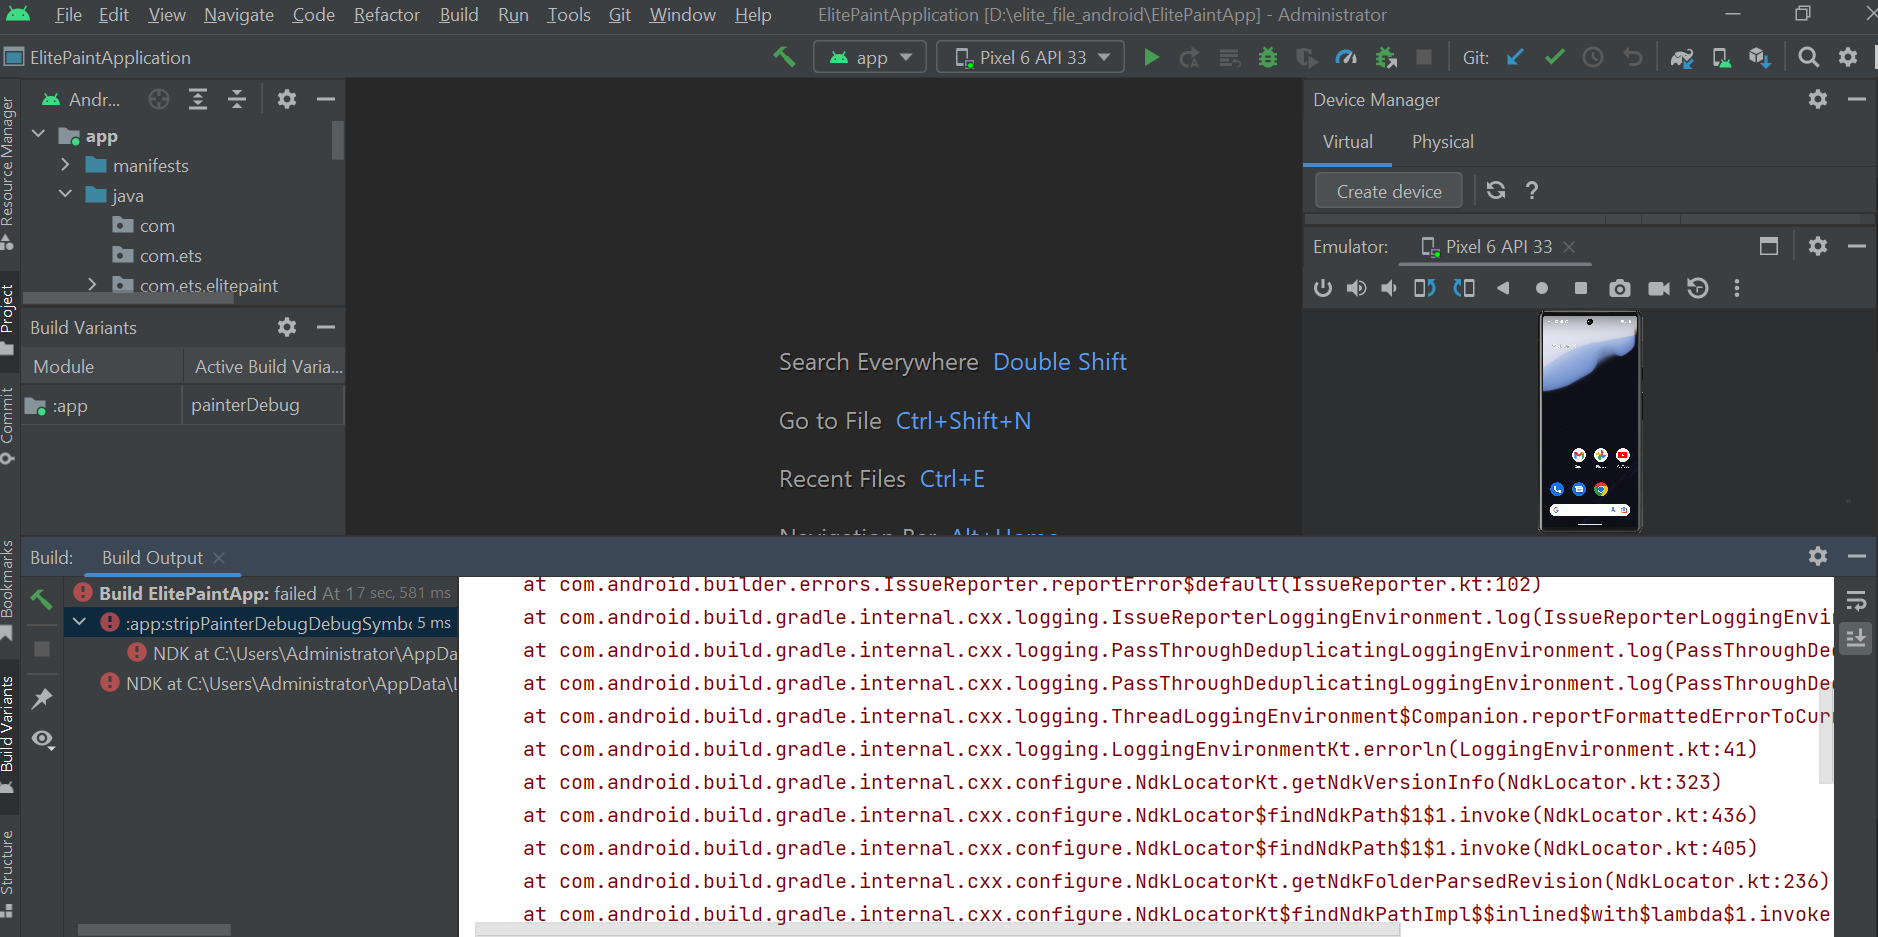 File Edit View Navigate Code Refactor Build Run Tools Git Window Help ElitePaintApplication [D:\elite_file_android\ElitePaintApp] - Administrator
ElitePaintApplication app Pixel 6 API 33 Git:
Andr...
app
manifests
java
com
com.ets
com.ets.elitepaint
Resource Manager
Project
Commit
Bookmarks
Build Variants
Structure
Build Variants
Module Active Build Varia...
:app painterDebug
Search Everywhere Double Shift
Go to File Ctrl+Shift+N
Recent Files Ctrl+E
Navigation Bar Alt+Home
Device Manager
Virtual Physical
Create device ?
Emulator: Pixel 6 API 33
Build: Build Output
Build ElitePaintApp: failed At 17 sec, 581 ms
:app:stripPainterDebugDebugSymbo 5 ms
NDK at C:\Users\Administrator\AppDa
NDK at C:\Users\Administrator\AppData\L
at com.android.builder.errors.IssueReporter.reportError$default(IssueReporter.kt:102)
at com.android.build.gradle.internal.cxx.logging.IssueReporterLoggingEnvironment.log(IssueReporterLoggingEnvi
at com.android.build.gradle.internal.cxx.logging.PassThroughDeduplicatingLoggingEnvironment.log(PassThroughDe
at com.android.build.gradle.internal.cxx.logging.PassThroughDeduplicatingLoggingEnvironment.log(PassThroughDe
at com.android.build.gradle.internal.cxx.logging.ThreadLoggingEnvironment$Companion.reportFormattedErrorToCur
at com.android.build.gradle.internal.cxx.logging.LoggingEnvironmentKt.errorln(LoggingEnvironment.kt:41)
at com.android.build.gradle.internal.cxx.configure.NdkLocatorKt.getNdkVersionInfo(NdkLocator.kt:323)
at com.android.build.gradle.internal.cxx.configure.NdkLocator$findNdkPath$1$1.invoke(NdkLocator.kt:436)
at com.android.build.gradle.internal.cxx.configure.NdkLocator$findNdkPath$1$1.invoke(NdkLocator.kt:405)
at com.android.build.gradle.internal.cxx.configure.NdkLocatorKt.getNdkFolderParsedRevision(NdkLocator.kt:236)
at com.android.build.gradle.internal.cxx.configure.NdkLocatorKt$findNdkPathImpl$$inlined$with$lambda$1.invoke